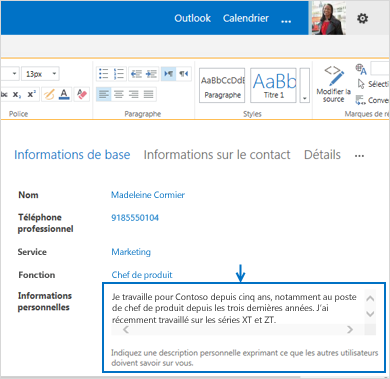 Outlook Calendrier ...
13px
Modifier la source
Sélecti
Conve
abc
AaBbCcDdE AaBb
Paragraphe Titre 1
Police Paragraphe Styles Marques de re
Informations de base Informations sur le contact Détails ...
Nom Madeleine Cormier
Téléphone professionnel 9185550104
Service Marketing
Fonction Chef de produit
Informations personnelles
Je travaille pour Contoso depuis cinq ans, notamment au poste
de chef de produit depuis les trois dernières années. J'ai
récemment travaillé sur les séries XT et ZT.
Indiquez une description personnelle exprimant ce que les autres utilisateurs
doivent savoir sur vous.